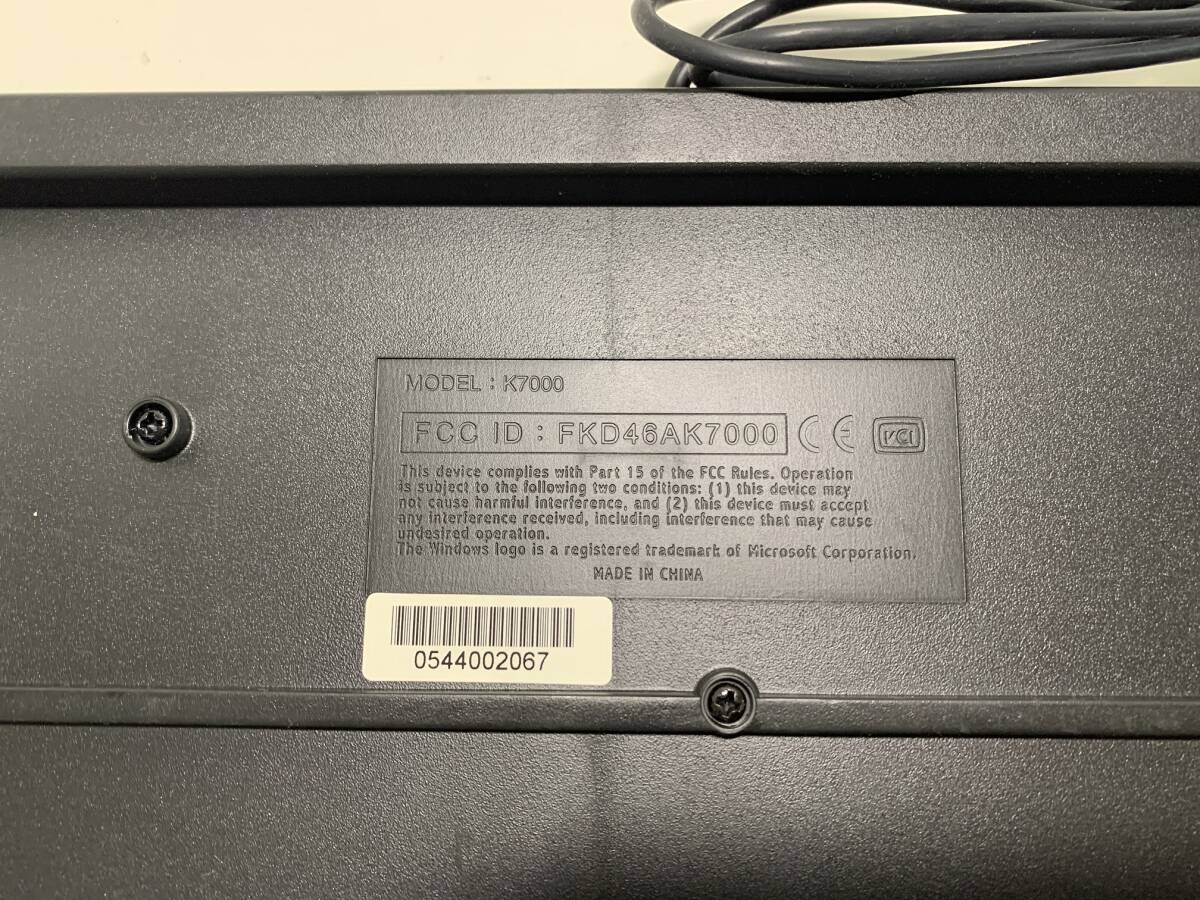 MODEL : K7000
FCC ID : FKD46AK7000 CE VCI
This device complies with Part 15 of the FCC Rules. Operation
is subject to the following two conditions: (1) this device may
not cause harmful interference, and (2) this device must accept
any interference received, including interference that may cause
undesired operation.
The Windows logo is a registered trademark of Microsoft Corporation.
MADE IN CHINA
0544002067